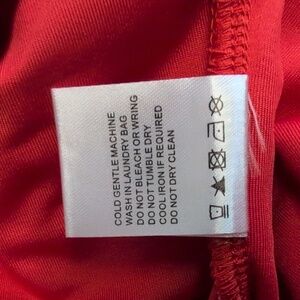 COLD GENTLE MACHINE
WASH IN LAUNDRY BAG
DO NOT BLEACH OR WRING
DO NOT TUMBLE DRY
COOL IRON IF REQUIRED
DO NOT DRY CLEAN